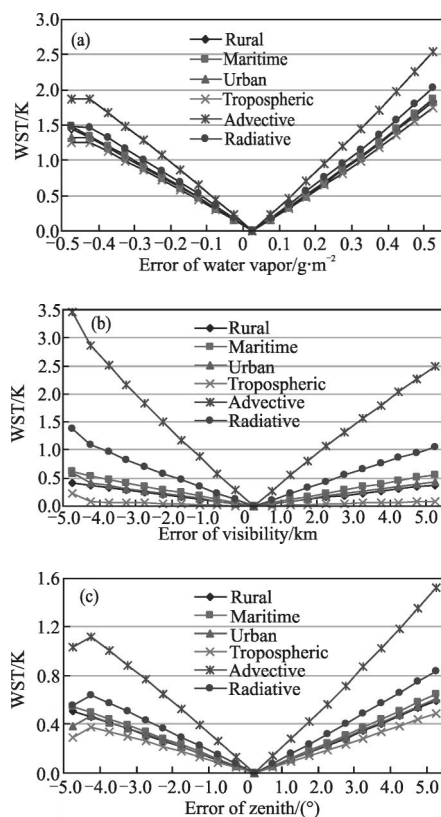 (a)
3.0
2.5
2.0
1.5
1.0
0.5
0.0
WST/K
Rural
Maritime
Urban
Tropospheric
Advective
Radiative
-0.5 -0.4 -0.3 -0.2 -0.1 0 0.1 0.2 0.3 0.4 0.5
Error of water vapor/g·m⁻²
(b)
3.5
3.0
2.5
2.0
1.5
1.0
0.5
0.0
WST/K
Rural
Maritime
Urban
Tropospheric
Advective
Radiative
-5.0 -4.0 -3.0 -2.0 -1.0 0 1.0 2.0 3.0 4.0 5.0
Error of visibility/km
(c)
1.6
1.2
0.8
0.4
0.0
WST/K
Rural
Maritime
Urban
Tropospheric
Advective
Radiative
-5.0 -4.0 -3.0 -2.0 -1.0 0 1.0 2.0 3.0 4.0 5.0
Error of zenith/(°)